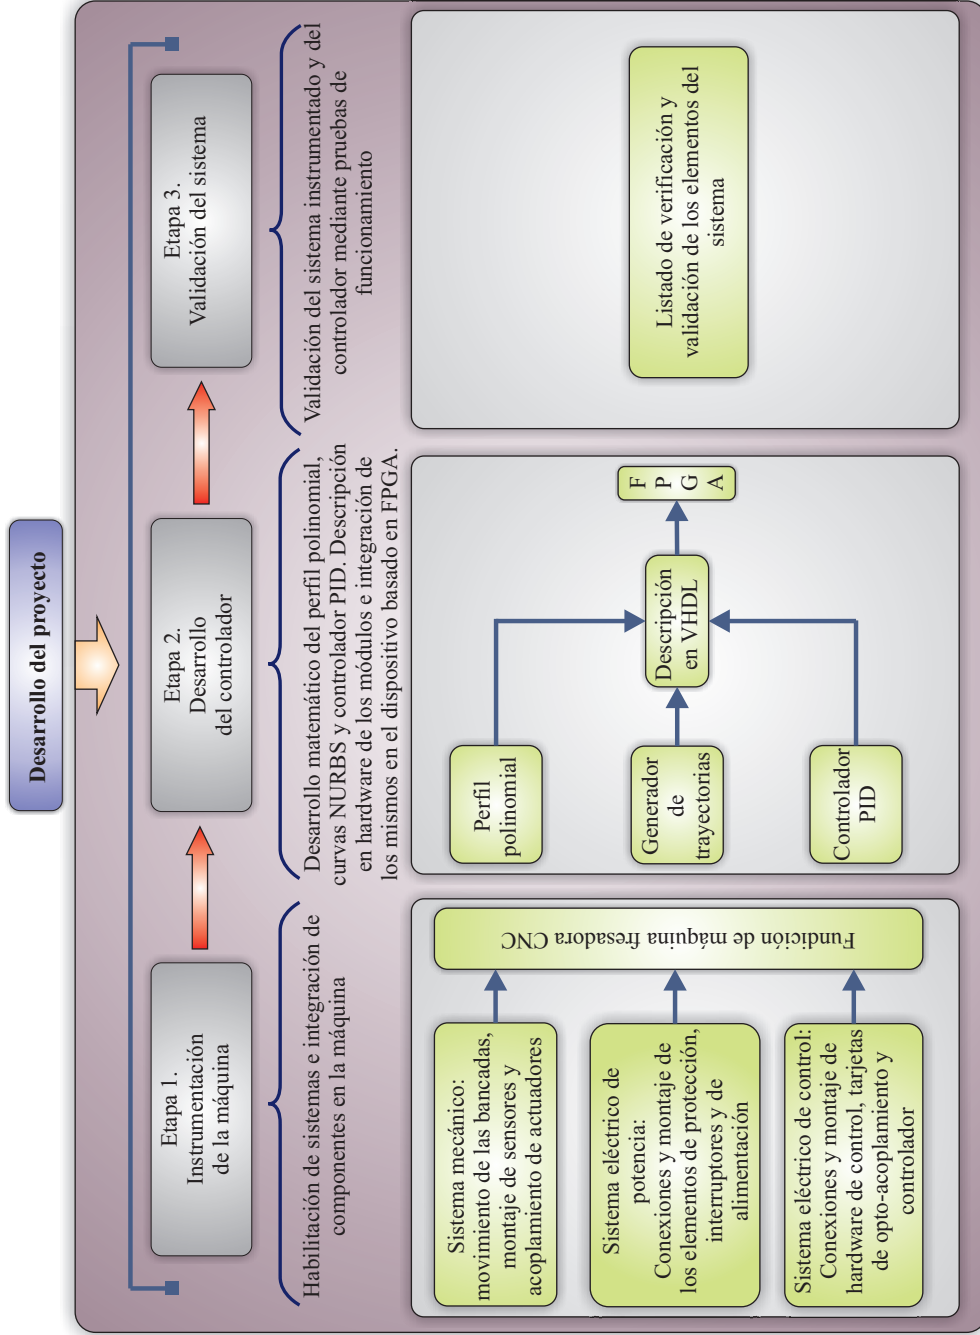 Desarrollo del proyecto
Etapa 1.
Instrumentación
de la máquina
Etapa 2.
Desarrollo
del controlador
Etapa 3.
Validación del sistema
Habilitación de sistemas e integración de
componentes en la máquina
Desarrollo matemático del perfil polinomial,
curvas NURBS y controlador PID. Descripción
en hardware de los módulos e integración de
los mismos en el dispositivo basado en FPGA.
Validación del sistema instrumentado y del
controlador mediante pruebas de
funcionamiento
Sistema mecánico:
movimiento de las bancadas,
montaje de sensores y
acoplamiento de actuadores
Sistema eléctrico de
potencia:
Conexiones y montaje de
los elementos de protección,
interruptores y de
alimentación
Sistema eléctrico de control:
Conexiones y montaje de
hardware de control, tarjetas
de opto-acoplamiento y
controlador
Fundición de máquina fresadora CNC
Perfil
polinomial
Generador
de
trayectorias
Controlador
PID
Descripción
en VHDL
F
P
G
A
Listado de verificación y
validación de los elementos del
sistema